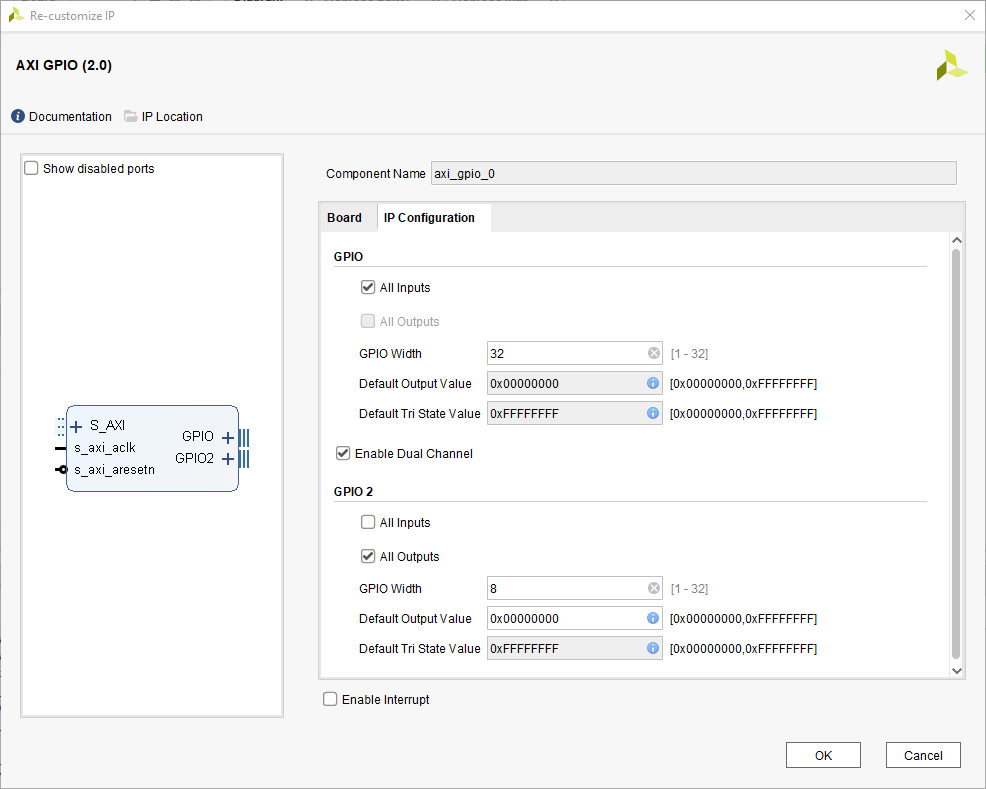 Re-customize IP
AXI GPIO (2.0)
Documentation IP Location
Show disabled ports
S_AXI
s_axi_aclk
s_axi_aresetn
GPIO
GPIO2
Component Name axi_gpio_0
Board IP Configuration
GPIO
All Inputs
All Outputs
GPIO Width 32 [1 - 32]
Default Output Value 0x00000000 [0x00000000,0xFFFFFFFF]
Default Tri State Value 0xFFFFFFFF [0x00000000,0xFFFFFFFF]
Enable Dual Channel
GPIO 2
All Inputs
All Outputs
GPIO Width 8 [1 - 32]
Default Output Value 0x00000000 [0x00000000,0xFFFFFFFF]
Default Tri State Value 0xFFFFFFFF [0x00000000,0xFFFFFFFF]
Enable Interrupt
OK Cancel